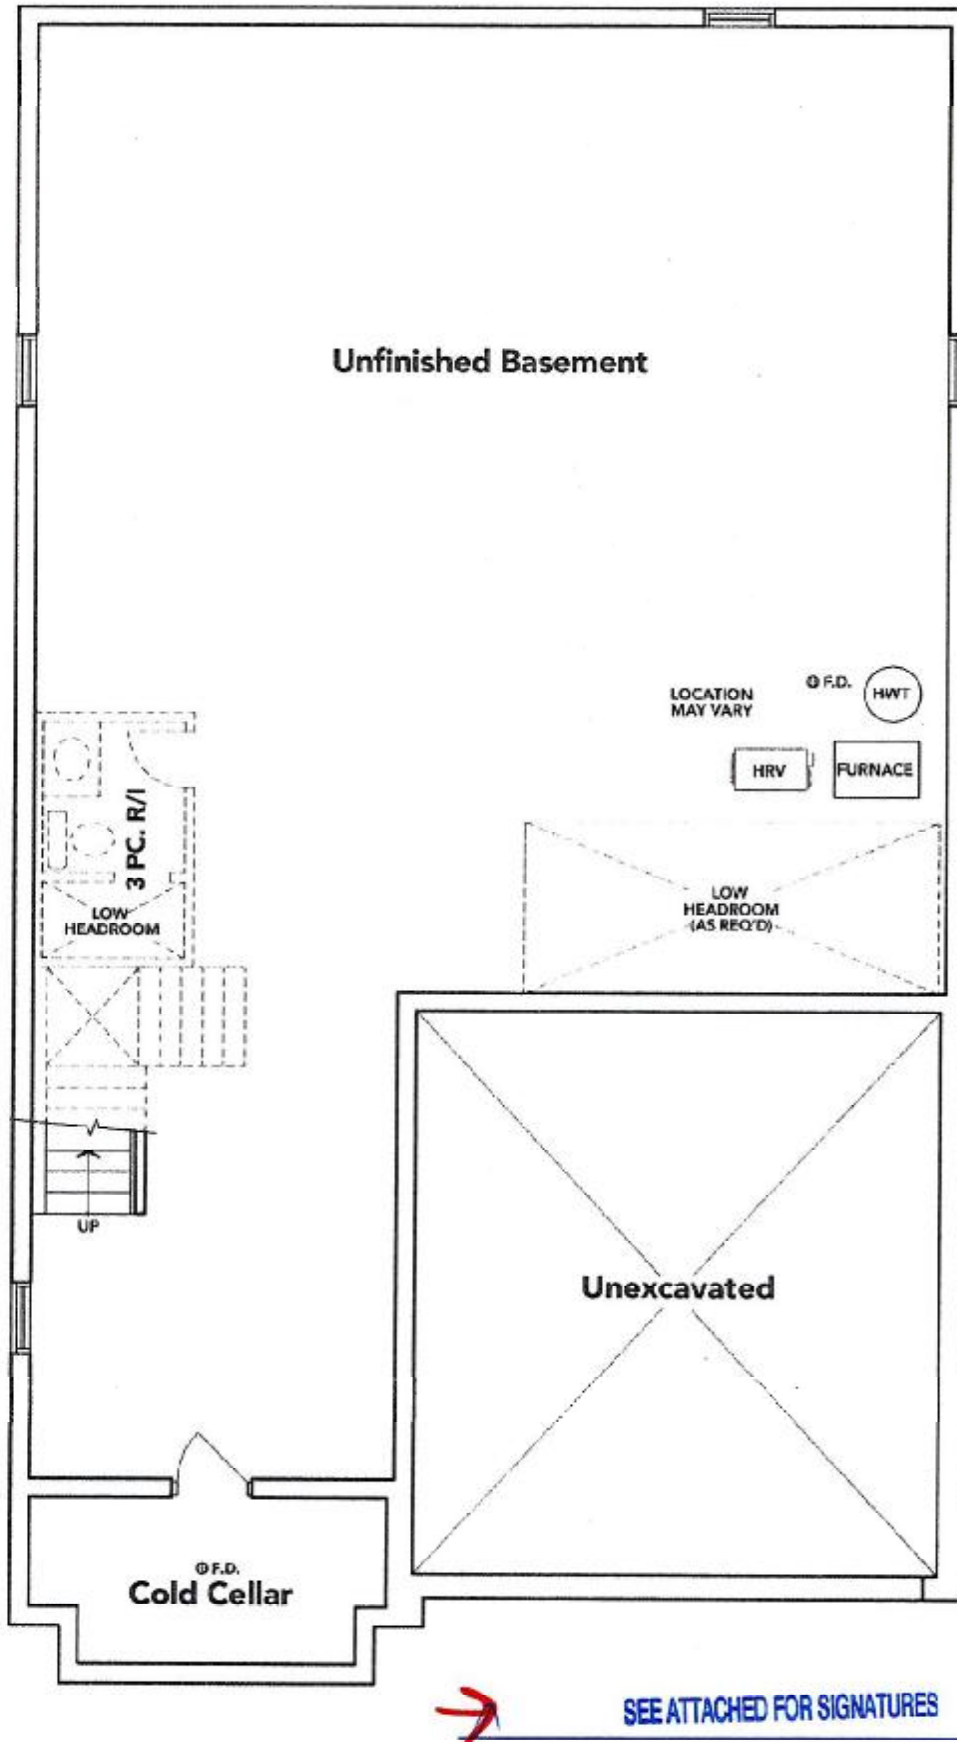 Unfinished Basement
LOCATION
MAY VARY
F.D.
HWT
HRV
FURNACE
3 PC. R/I
LOW
HEADROOM
LOW
HEADROOM
(AS REQ'D)
UP
Unexcavated
F.D.
Cold Cellar
SEE ATTACHED FOR SIGNATURES